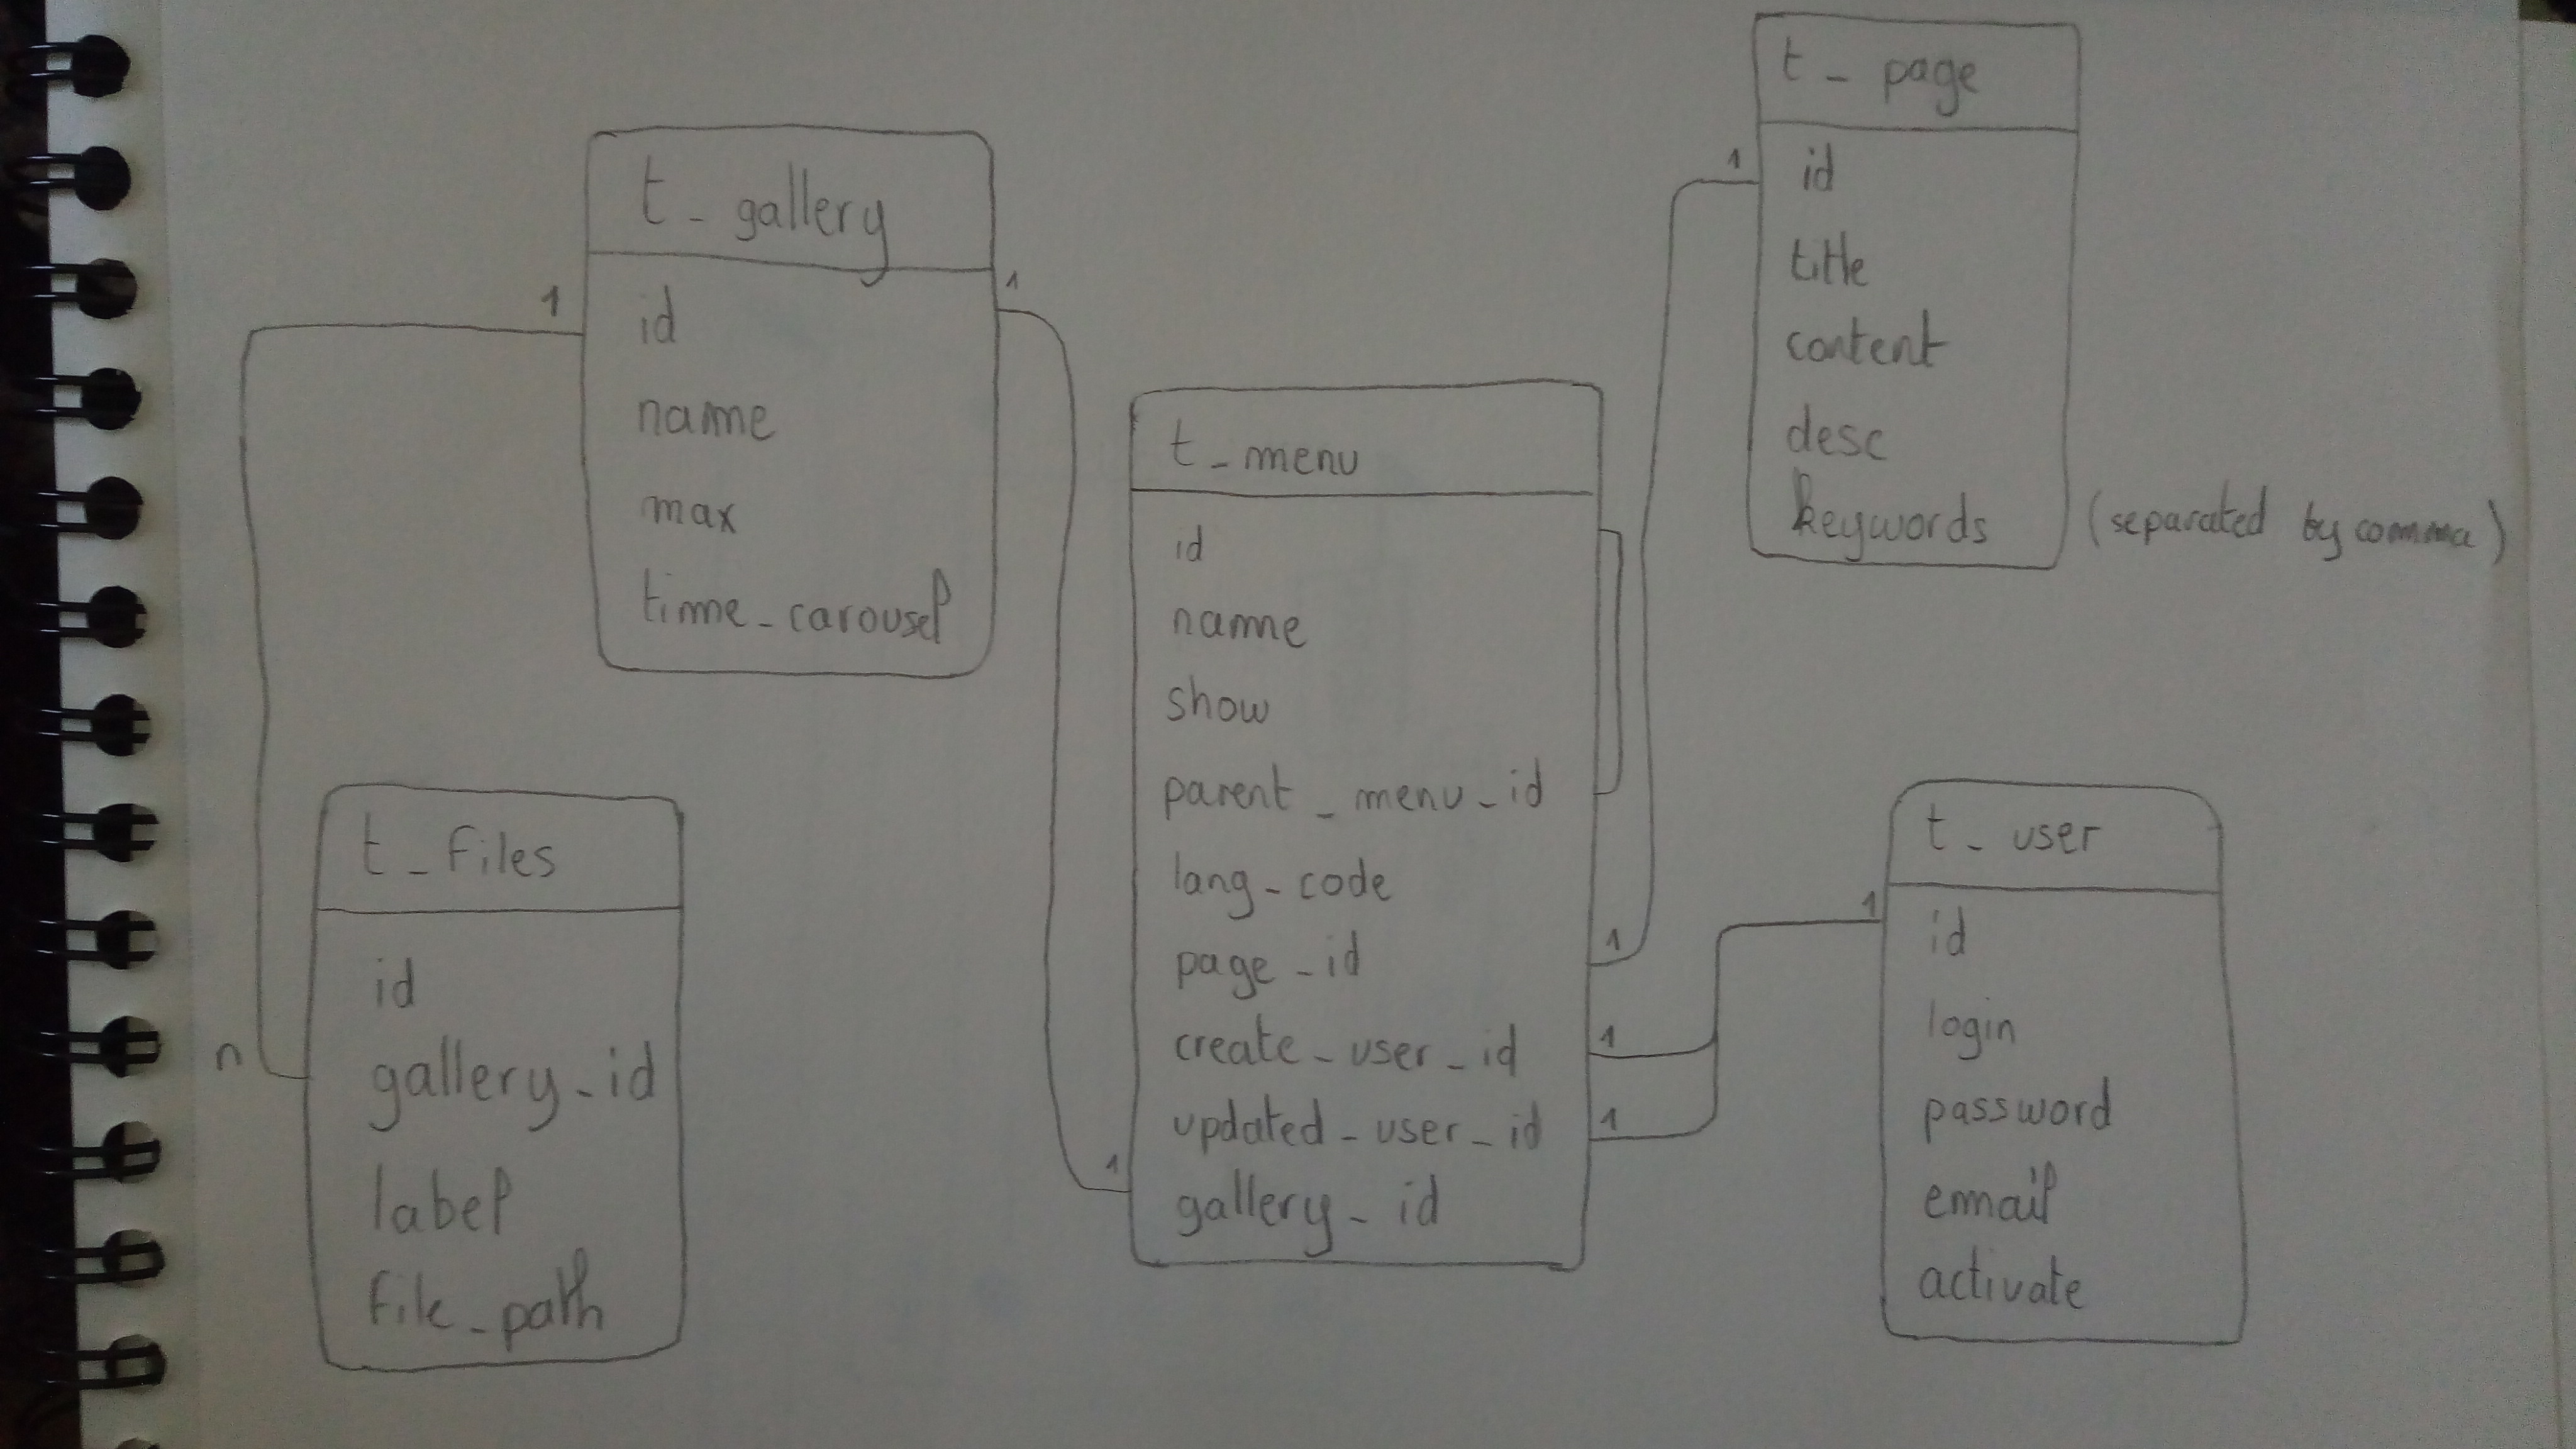 t_gallery
id
name
max
time_carousel
1
1
t_files
id
gallery_id
label
file_path
n
t_menu
id
name
show
parent_menu_id
lang_code
page_id
create_user_id
updated_user_id
gallery_id
1
1
1
1
t_page
id
title
content
desc
keywords (separated by comma)
1
t_user
id
login
password
email
activate
1